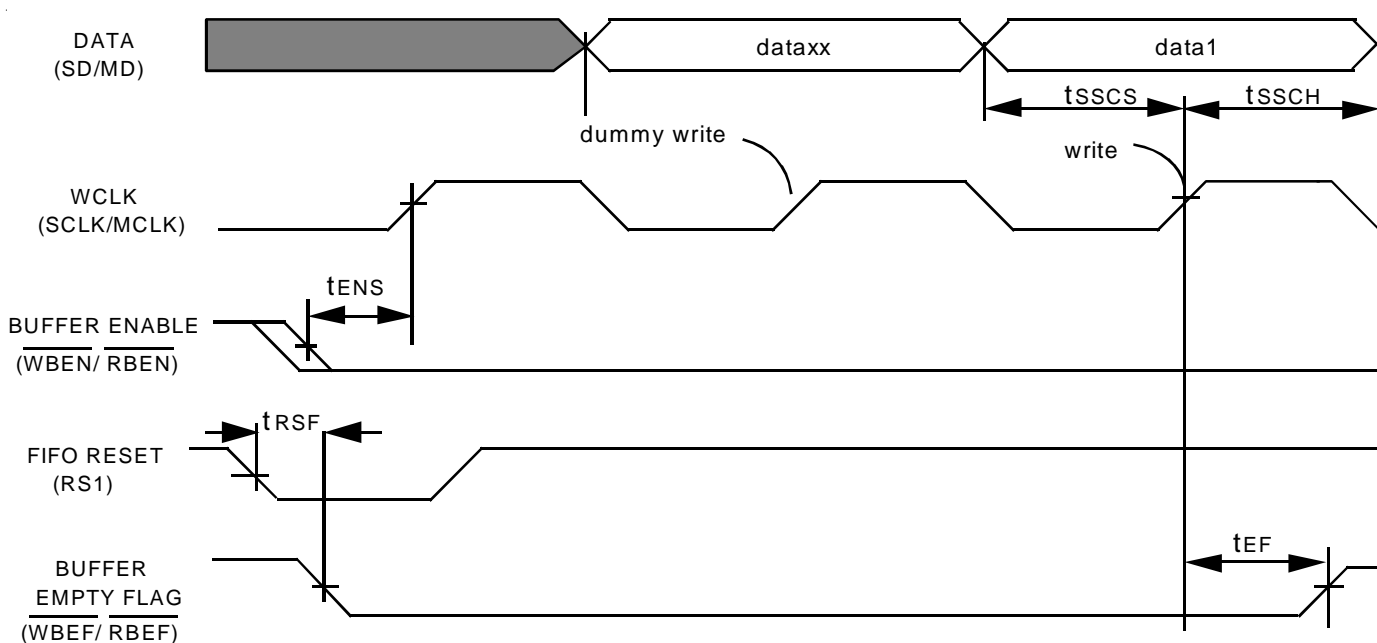 DATA
(SD/MD)
dataxx
data1
tSSCS
tSSCH
dummy write
write
WCLK
(SCLK/MCLK)
tENS
BUFFER ENABLE
(WBEN/ RBEN)
tRSF
FIFO RESET
(RS1)
tEF
BUFFER
EMPTY FLAG
(WBEF/ RBEF)